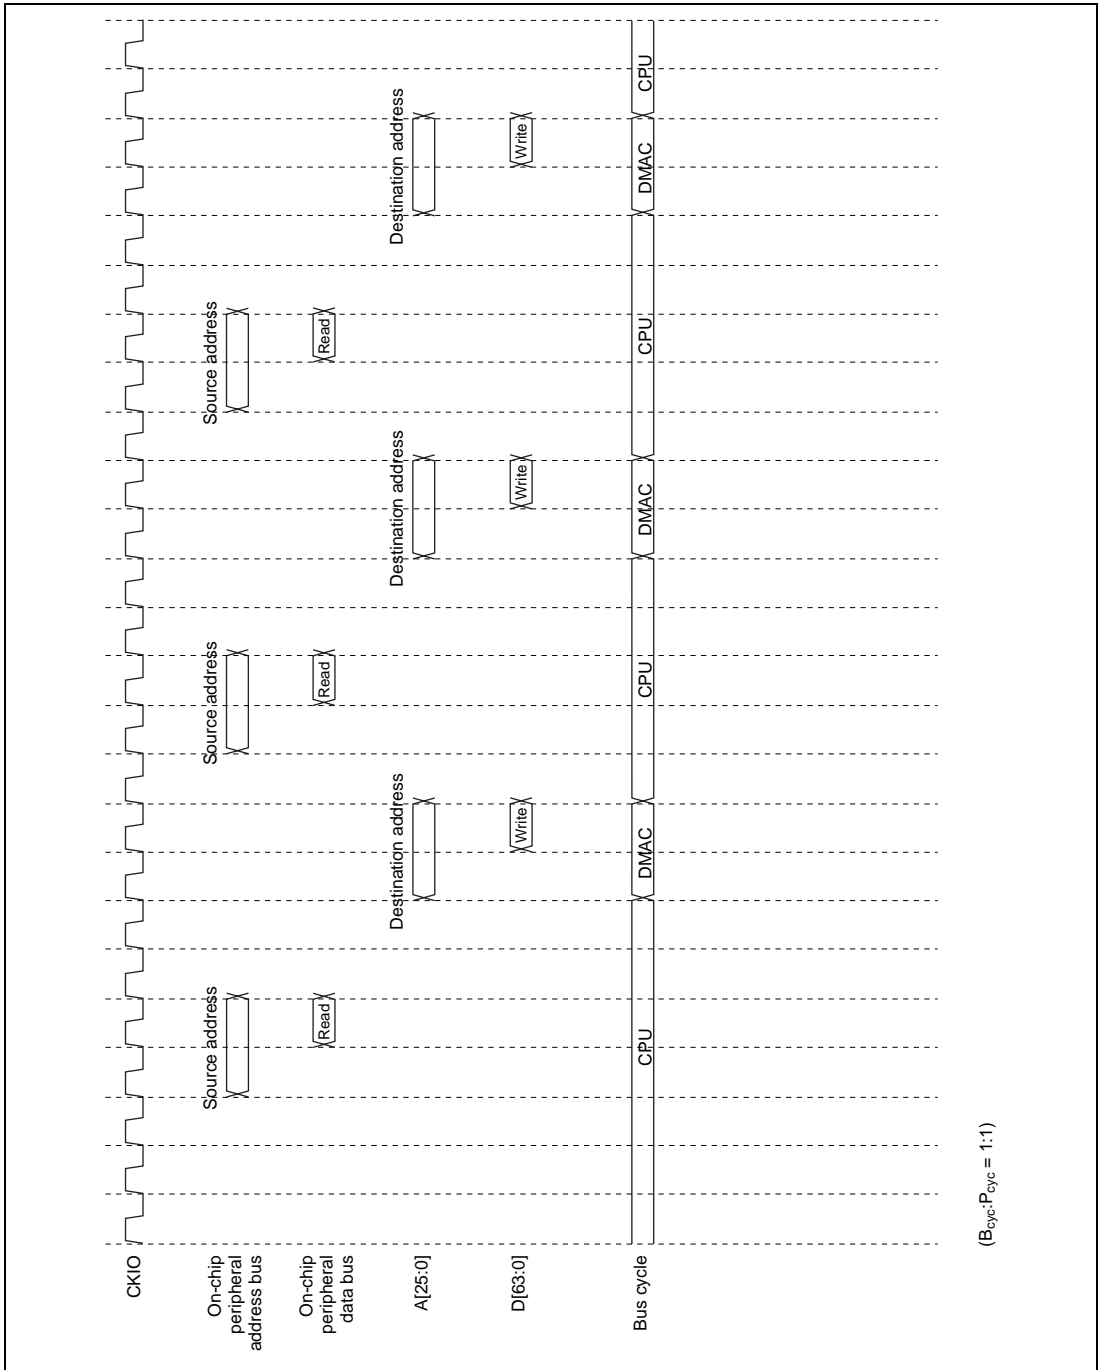 CKIO
On-chip
peripheral
address bus
Source address
Source address
Source address
On-chip
peripheral
data bus
Read
Read
Read
A[25:0]
Destination address
Destination address
Destination address
D[63:0]
Write
Write
Write
Bus cycle
CPU
DMAC
CPU
DMAC
CPU
DMAC
CPU
(Bcyc:Pcyc = 1:1)